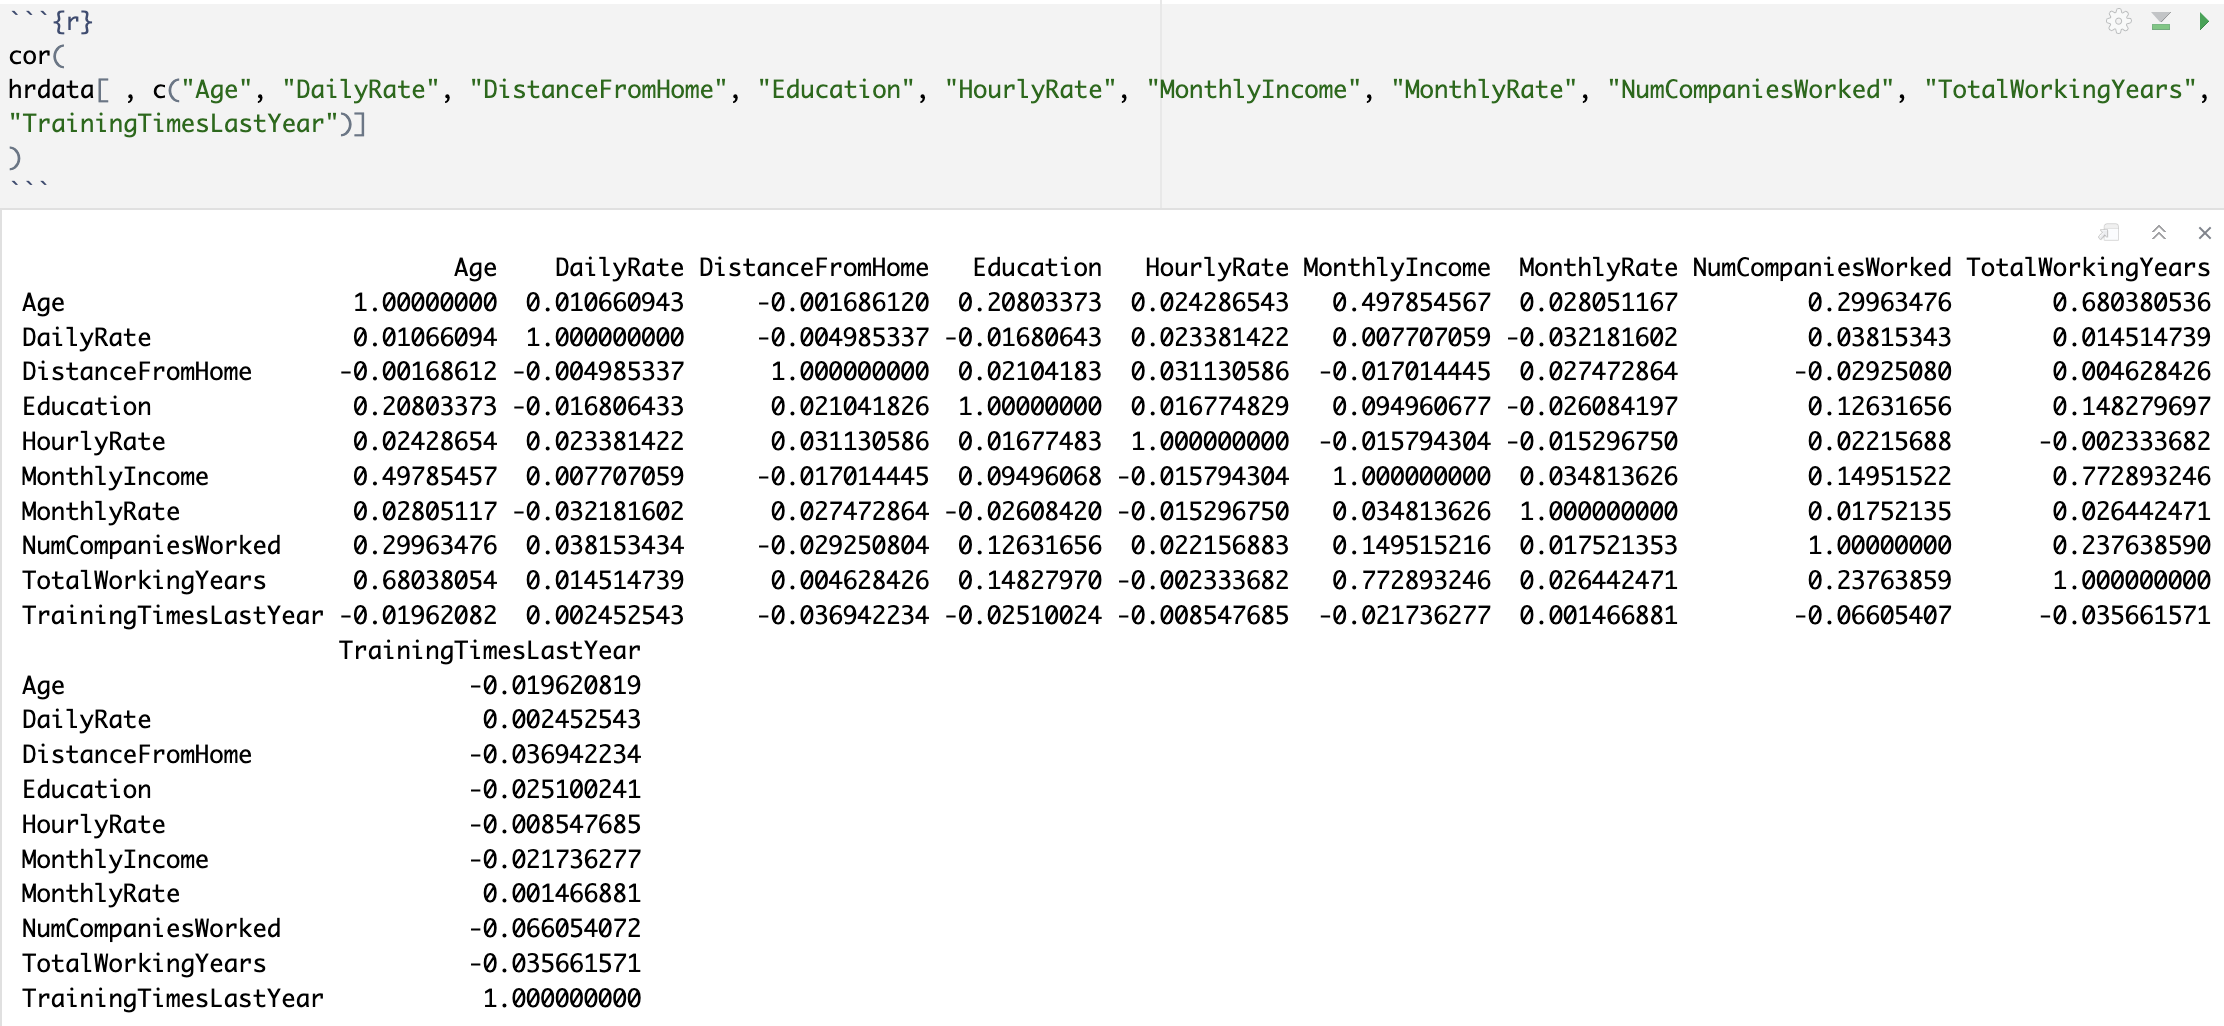 ```{r}
cor(
hrdata[ , c("Age", "DailyRate", "DistanceFromHome", "Education", "HourlyRate", "MonthlyIncome", "MonthlyRate", "NumCompaniesWorked", "TotalWorkingYears",
"TrainingTimesLastYear")]
)
```
Age DailyRate DistanceFromHome Education HourlyRate MonthlyIncome MonthlyRate NumCompaniesWorked TotalWorkingYears
Age 1.00000000 0.010660943 -0.001686120 0.20803373 0.024286543 0.497854567 0.028051167 0.29963476 0.680380536
DailyRate 0.01066094 1.000000000 -0.004985337 -0.01680643 0.023381422 0.007707059 -0.032181602 0.03815343 0.014514739
DistanceFromHome -0.00168612 -0.004985337 1.000000000 0.02104183 0.031130586 -0.017014445 0.027472864 -0.02925080 0.004628426
Education 0.20803373 -0.016806433 0.021041826 1.00000000 0.016774829 0.094960677 -0.026084197 0.12631656 0.148279697
HourlyRate 0.02428654 0.023381422 0.031130586 0.01677483 1.000000000 -0.015794304 -0.015296750 0.02215688 -0.002333682
MonthlyIncome 0.49785457 0.007707059 -0.017014445 0.09496068 -0.015794304 1.000000000 0.034813626 0.14951522 0.772893246
MonthlyRate 0.02805117 -0.032181602 0.027472864 -0.02608420 -0.015296750 0.034813626 1.000000000 0.01752135 0.026442471
NumCompaniesWorked 0.29963476 0.038153434 -0.029250804 0.12631656 0.022156883 0.149515216 0.017521353 1.00000000 0.237638590
TotalWorkingYears 0.68038054 0.014514739 0.004628426 0.14827970 -0.002333682 0.772893246 0.026442471 0.23763859 1.000000000
TrainingTimesLastYear -0.01962082 0.002452543 -0.036942234 -0.02510024 -0.008547685 -0.021736277 0.001466881 -0.06605407 -0.035661571
TrainingTimesLastYear
Age -0.019620819
DailyRate 0.002452543
DistanceFromHome -0.036942234
Education -0.025100241
HourlyRate -0.008547685
MonthlyIncome -0.021736277
MonthlyRate 0.001466881
NumCompaniesWorked -0.066054072
TotalWorkingYears -0.035661571
TrainingTimesLastYear 1.000000000